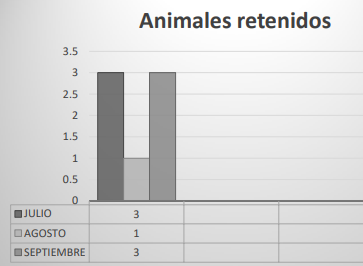 Animales retenidos
3.5
3
2.5
2
1.5
1
0.5
0
JULIO 3
AGOSTO 1
SEPTIEMBRE 3